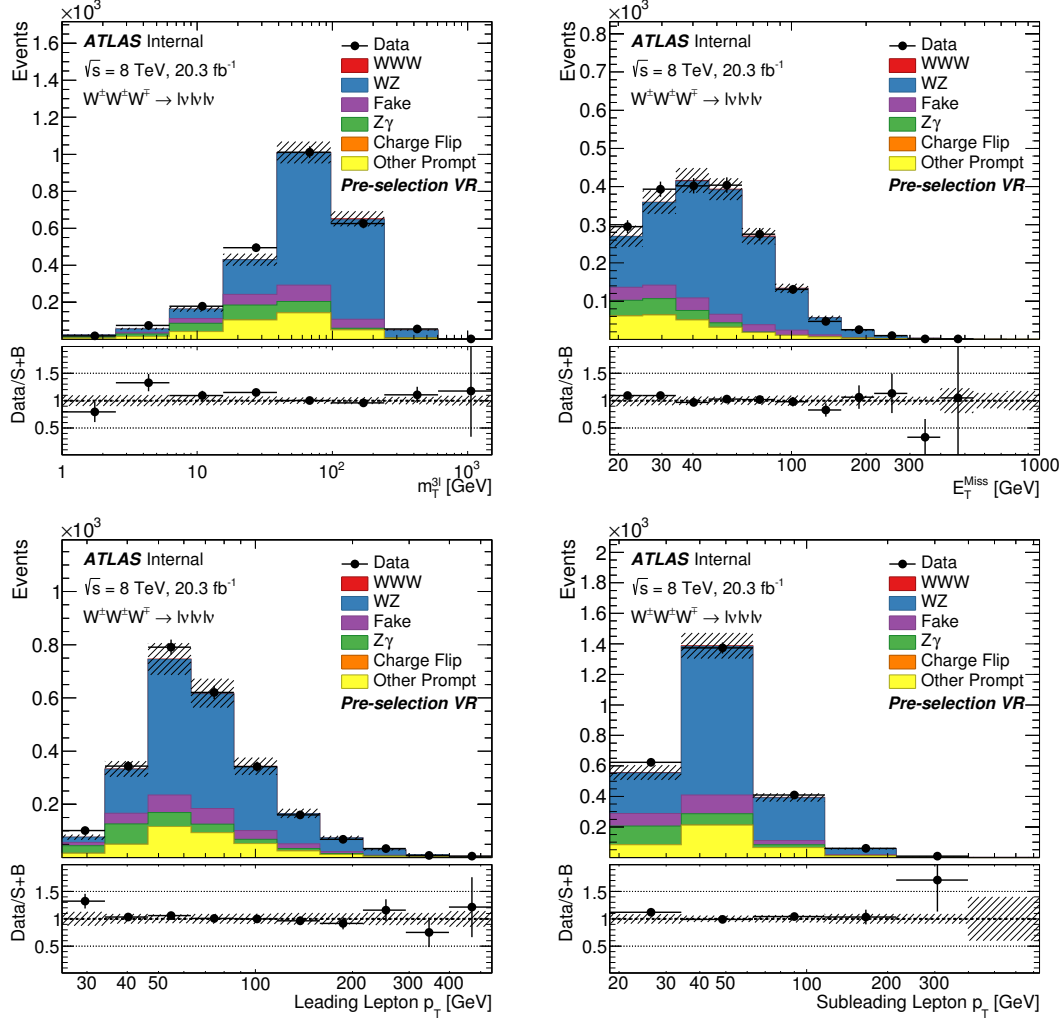 ×10³
Events
1.6
1.4
1.2
1
0.8
0.6
0.4
0.2
ATLAS Internal
√s = 8 TeV, 20.3 fb⁻¹
W±W±W∓ → lνlνlν
Data
WWW
WZ
Fake
Zγ
Charge Flip
Other Prompt
Pre-selection VR
Data/S+B
1.5
1
0.5
1 10 10² 10³
m_T^3l [GeV]
×10³
Events
0.8
0.7
0.6
0.5
0.4
0.3
0.2
0.1
ATLAS Internal
√s = 8 TeV, 20.3 fb⁻¹
W±W±W∓ → lνlνlν
Data
WWW
WZ
Fake
Zγ
Charge Flip
Other Prompt
Pre-selection VR
Data/S+B
1.5
1
0.5
20 30 40 100 200 300 1000
E_T^Miss [GeV]
×10³
Events
1
0.8
0.6
0.4
0.2
ATLAS Internal
√s = 8 TeV, 20.3 fb⁻¹
W±W±W∓ → lνlνlν
Data
WWW
WZ
Fake
Zγ
Charge Flip
Other Prompt
Pre-selection VR
Data/S+B
1.5
1
0.5
30 40 50 100 200 300 400
Leading Lepton p_T [GeV]
×10³
Events
2
1.8
1.6
1.4
1.2
1
0.8
0.6
0.4
0.2
ATLAS Internal
√s = 8 TeV, 20.3 fb⁻¹
W±W±W∓ → lνlνlν
Data
WWW
WZ
Fake
Zγ
Charge Flip
Other Prompt
Pre-selection VR
Data/S+B
1.5
1
0.5
20 30 40 50 100 200 300
Subleading Lepton p_T [GeV]